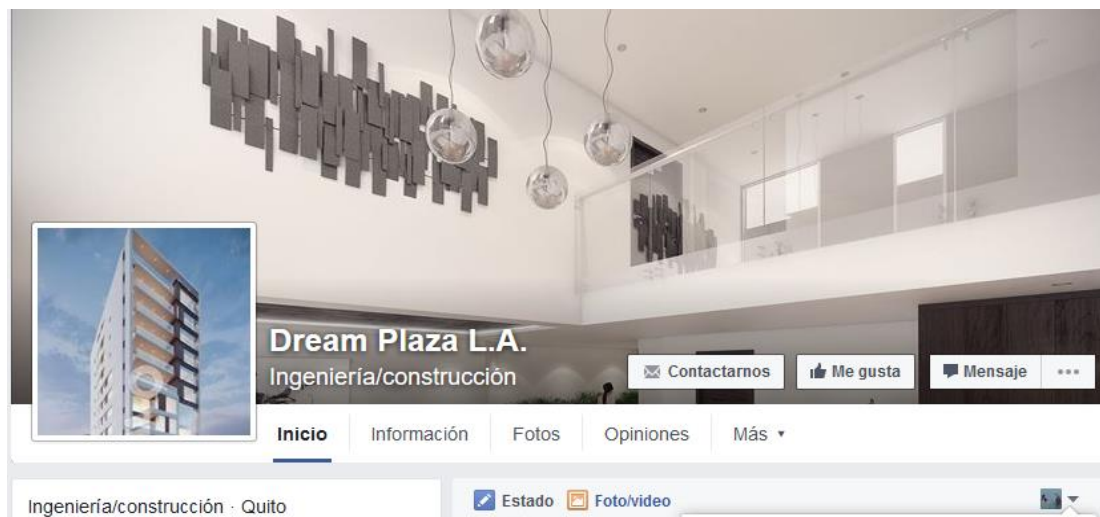 Dream Plaza L.A.
Ingeniería/construcción
Contactarnos
Me gusta
Mensaje
Inicio
Información
Fotos
Opiniones
Más
Ingeniería/construcción · Quito
Estado
Foto/video